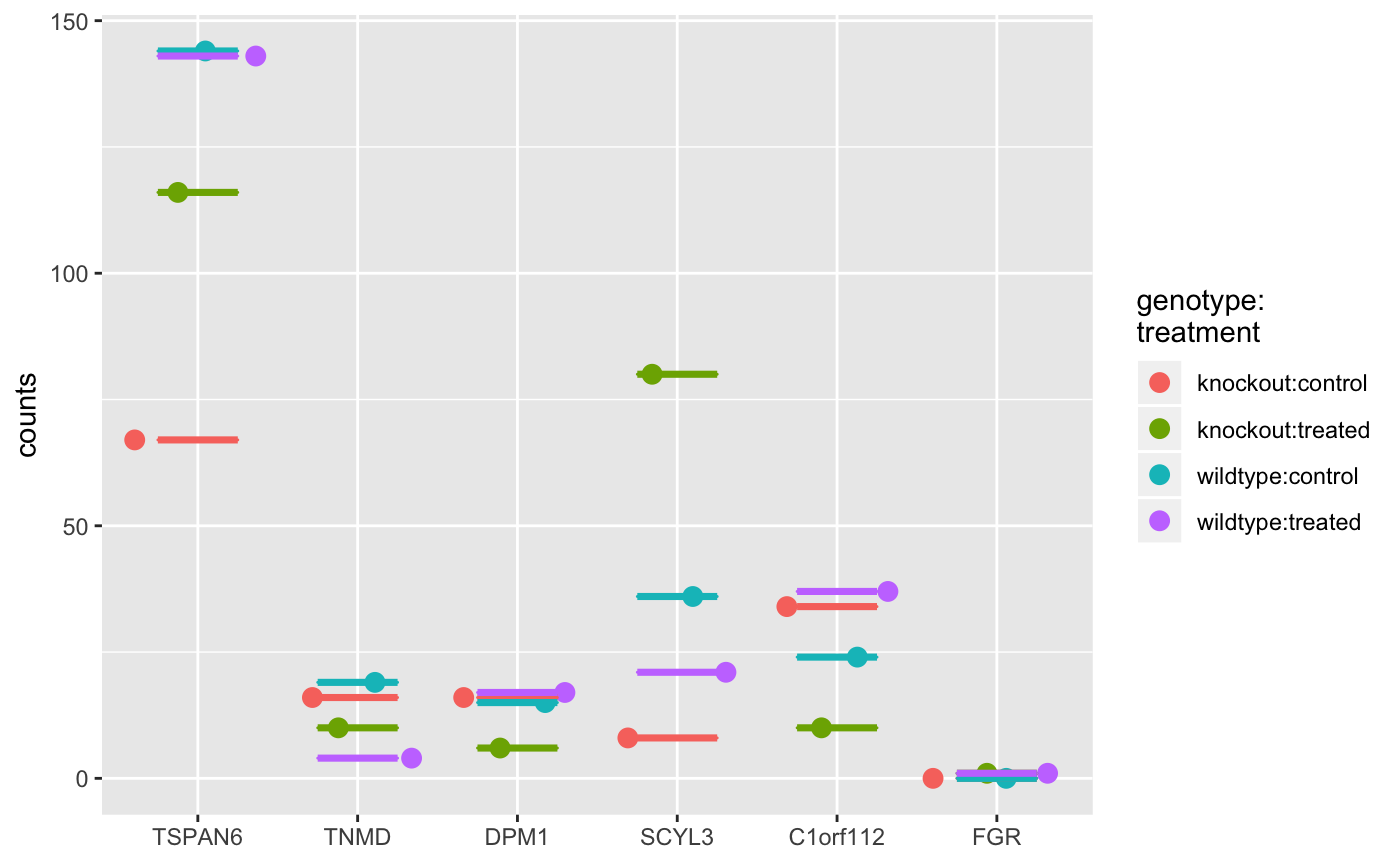 150
100
50
0
counts
TSPAN6
TNMD
DPM1
SCYL3
C1orf112
FGR
genotype:
treatment
knockout:control
knockout:treated
wildtype:control
wildtype:treated